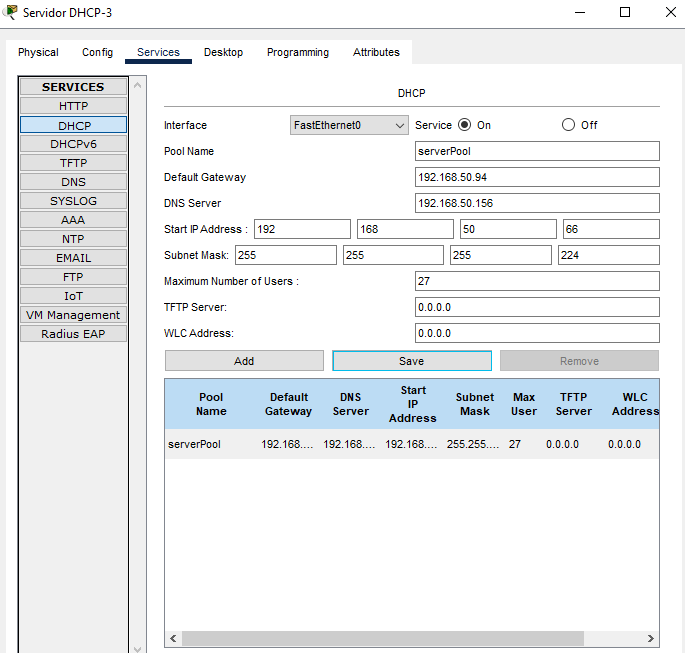 Servidor DHCP-3
Physical Config Services Desktop Programming Attributes
SERVICES
HTTP
DHCP
DHCPv6
TFTP
DNS
SYSLOG
AAA
NTP
EMAIL
FTP
IoT
VM Management
Radius EAP
DHCP
Interface FastEthernet0 Service On Off
Pool Name serverPool
Default Gateway 192.168.50.94
DNS Server 192.168.50.156
Start IP Address : 192 168 50 66
Subnet Mask: 255 255 255 224
Maximum Number of Users : 27
TFTP Server: 0.0.0.0
WLC Address: 0.0.0.0
Add Save Remove
Pool Name Default Gateway DNS Server Start IP Address Subnet Mask Max User TFTP Server WLC Address
serverPool 192.168.... 192.168.... 192.168.... 255.255.... 27 0.0.0.0 0.0.0.0